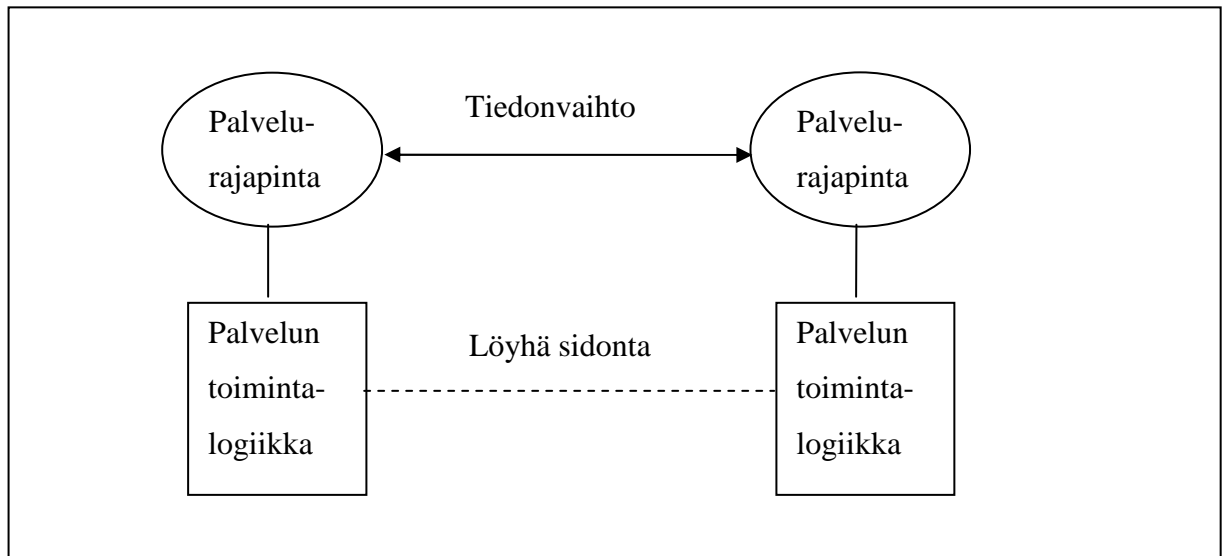 Palvelu-
rajapinta
Tiedonvaihto
Palvelu-
rajapinta
Palvelun
toiminta-
logiikka
Löyhä sidonta
Palvelun
toiminta-
logiikka